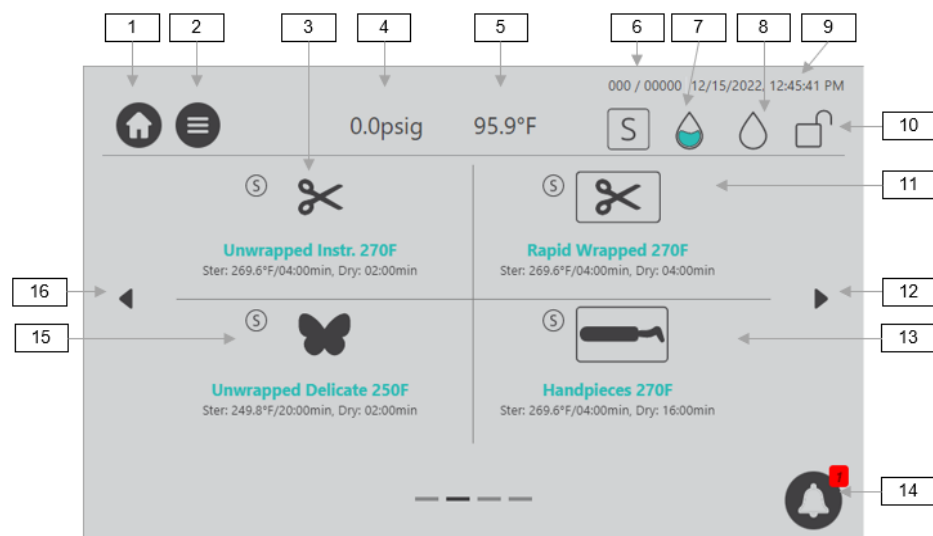 1 2 3 4 5 6 7 8 9
000 / 00000 12/15/2022, 12:45:41 PM
0.0psig 95.9°F S
10
S S 11
Unwrapped Instr. 270F Rapid Wrapped 270F
Ster: 269.6°F/04:00min, Dry: 02:00min Ster: 269.6°F/04:00min, Dry: 04:00min
16 12
S S
15 13
Unwrapped Delicate 250F Handpieces 270F
Ster: 249.8°F/20:00min, Dry: 02:00min Ster: 269.6°F/04:00min, Dry: 16:00min
14